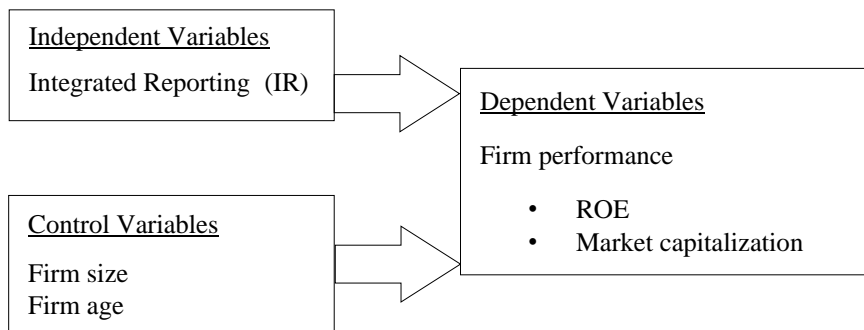 Independent Variables
Integrated Reporting (IR)
Dependent Variables
Firm performance
• ROE
• Market capitalization
Control Variables
Firm size
Firm age